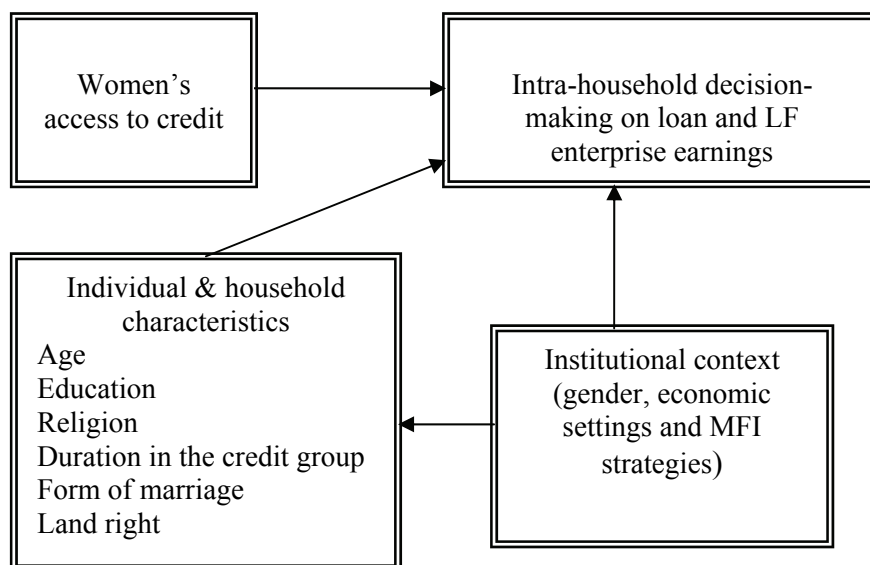 Women’s
access to credit
Intra-household decision-
making on loan and LF
enterprise earnings
Individual & household
characteristics
Age
Education
Religion
Duration in the credit group
Form of marriage
Land right
Institutional context
(gender, economic
settings and MFI
strategies)